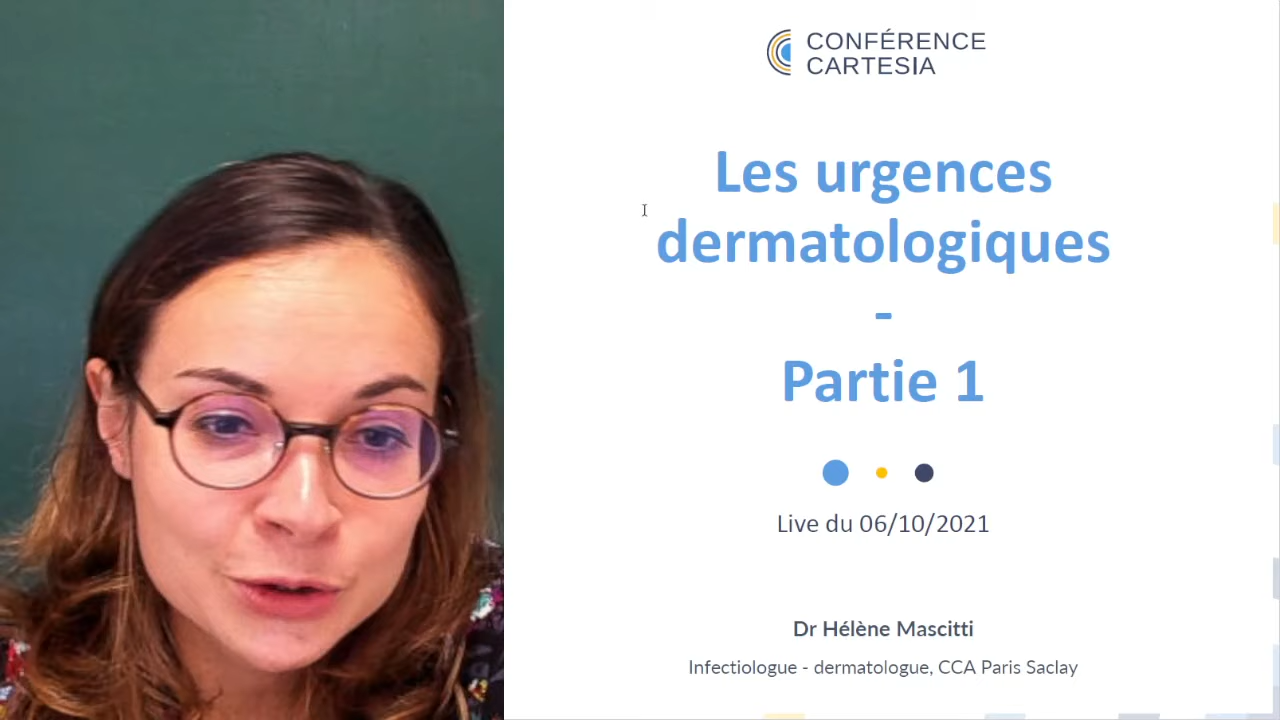 CONFÉRENCE
CARTESIA
Les urgences
dermatologiques
-
Partie 1
Live du 06/10/2021
Dr Hélène Mascitti
Infectiologue - dermatologue, CCA Paris Saclay